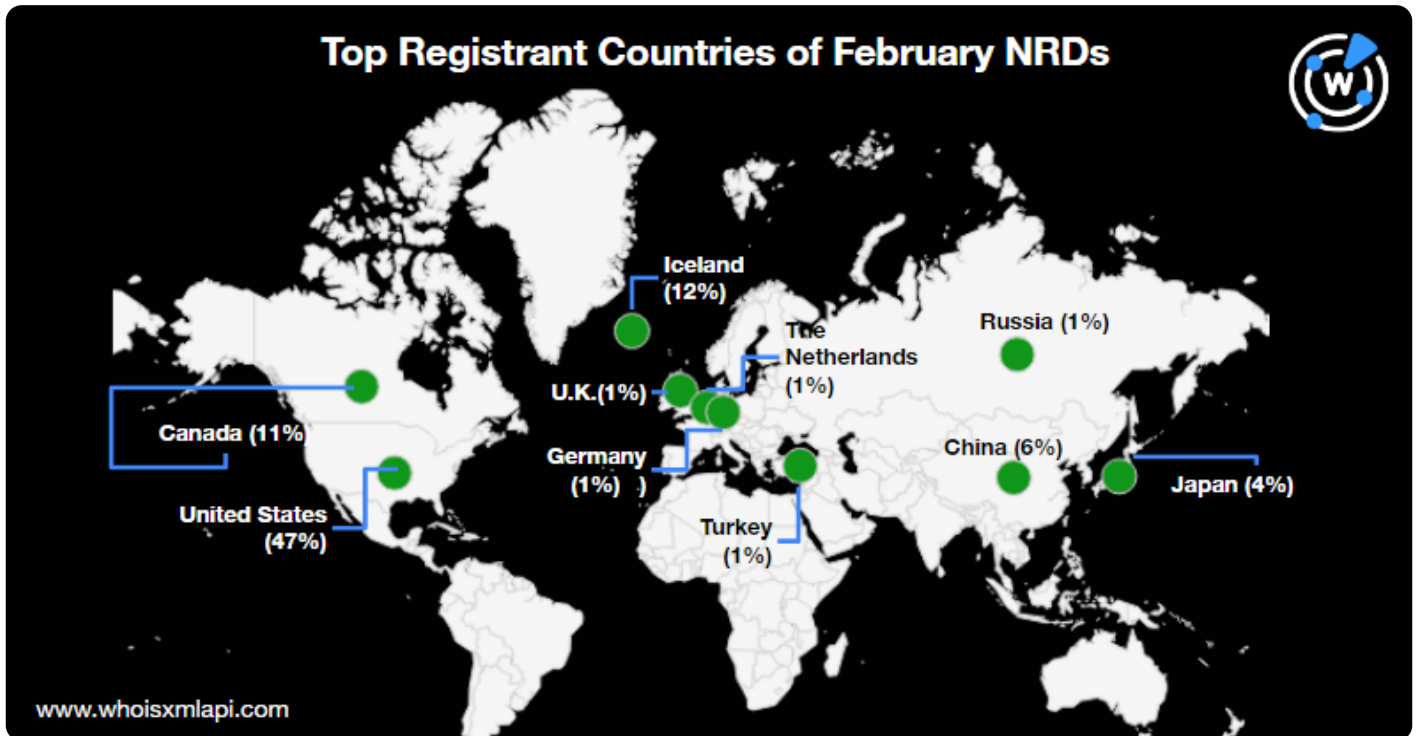 Top Registrant Countries of February NRDs
W
Iceland
(12%)
Russia (1%)
The
Netherlands
(1%)
U.K.(1%)
Canada (11%)
Germany
(1%) )
China (6%)
Japan (4%)
United States
(47%)
Turkey
(1%)
www.whoisxmlapi.com